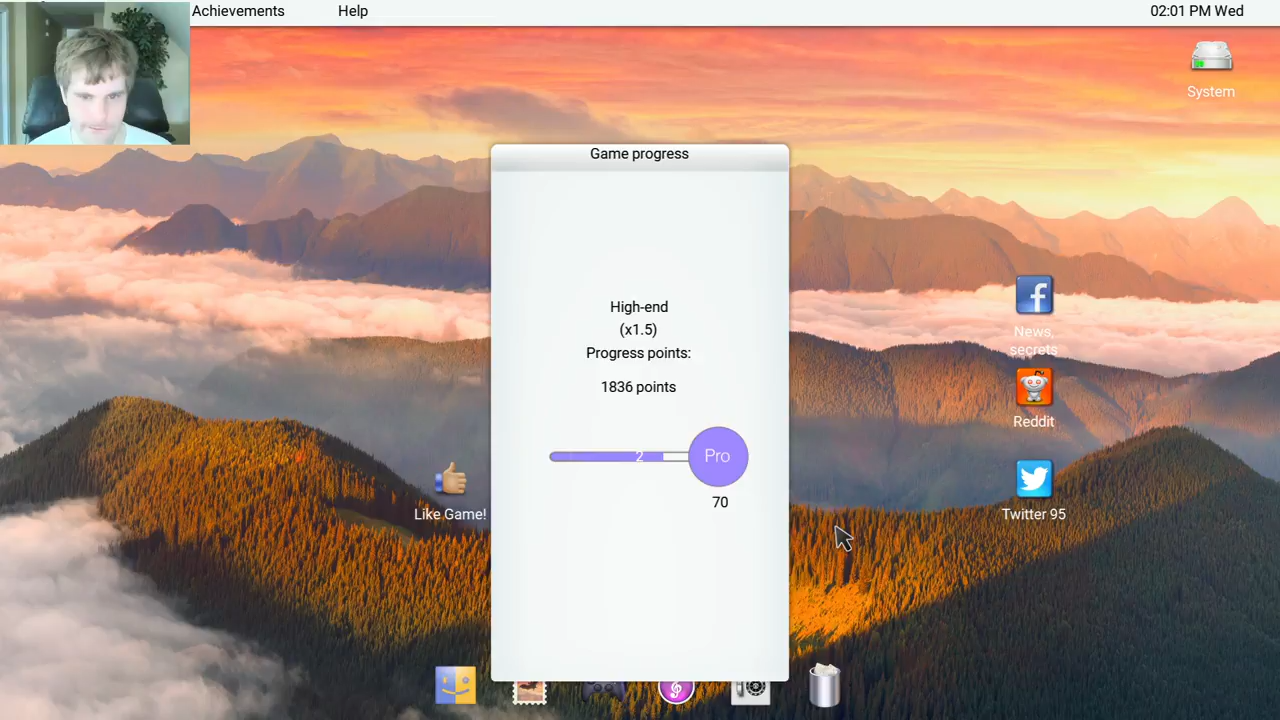 Achievements
Help
02:01 PM Wed
System
Game progress
High-end
(x1.5)
Progress points:
1836 points
2
Pro
70
News,
secrets
Reddit
Twitter 95
Like Game!